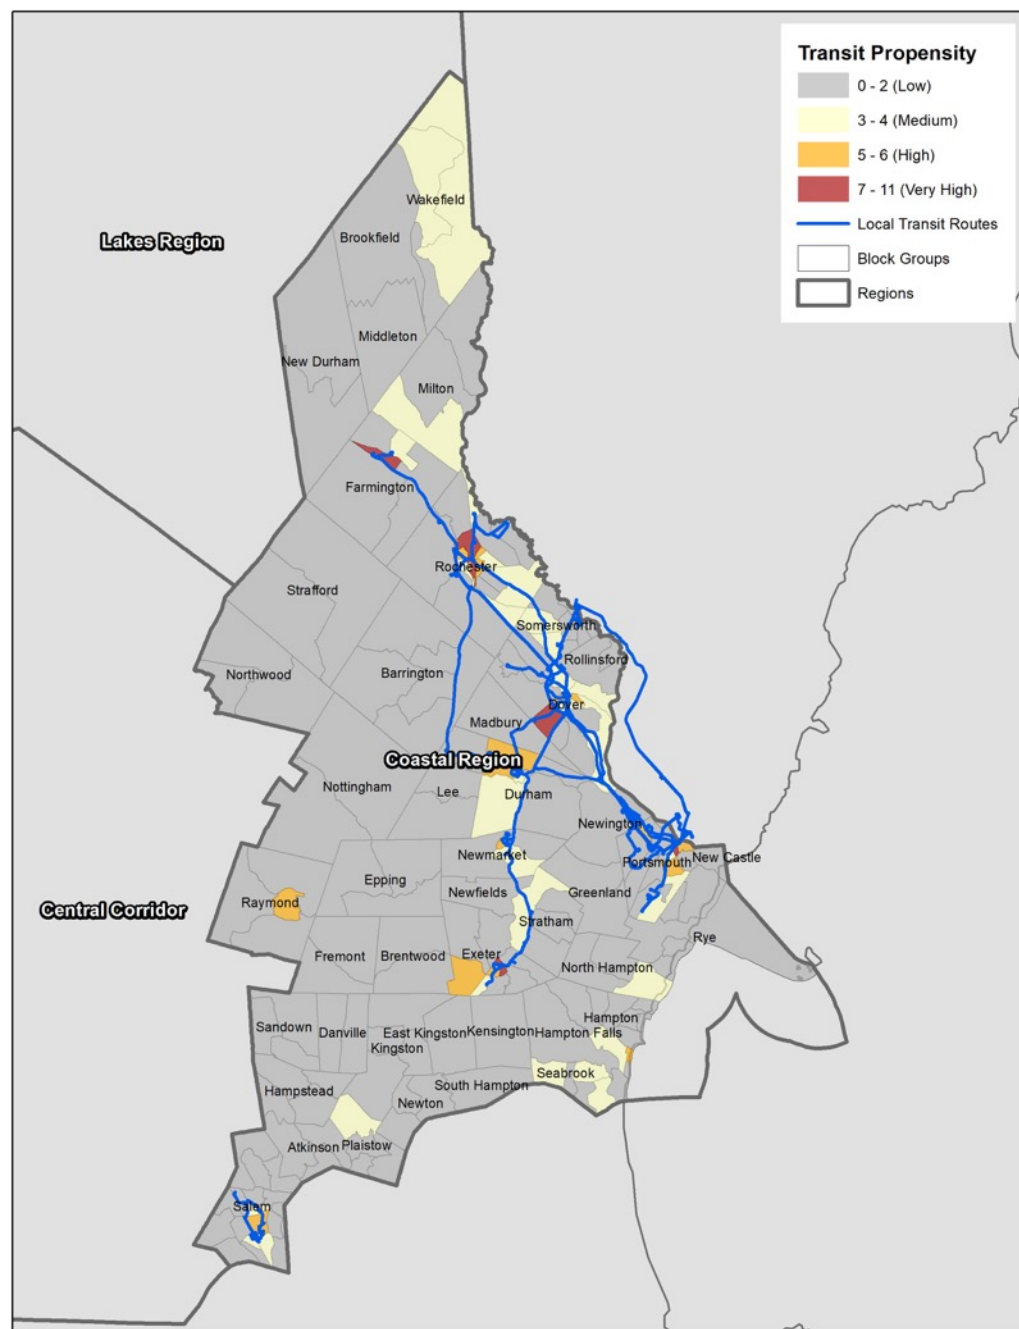 Transit Propensity
0 - 2 (Low)
3 - 4 (Medium)
5 - 6 (High)
7 - 11 (Very High)
Local Transit Routes
Block Groups
Regions
Wakefield
Lakes Region
Brookfield
Middleton
New Durham
Milton
Farmington
Rochester
Strafford
Somersworth
Rollinsford
Northwood
Barrington
Dover
Madbury
Coastal Region
Nottingham
Lee
Durham
Newington
Newmarket
Portsmouth
New Castle
Epping
Newfields
Greenland
Raymond
Central Corridor
Stratham
Rye
Fremont
Brentwood
Exeter
North Hampton
Hampton
Sandown
Danville
East Kingston
Kensington
Hampton Falls
Kingston
Seabrook
South Hampton
Hampstead
Newton
Atkinson
Plaistow
Salem